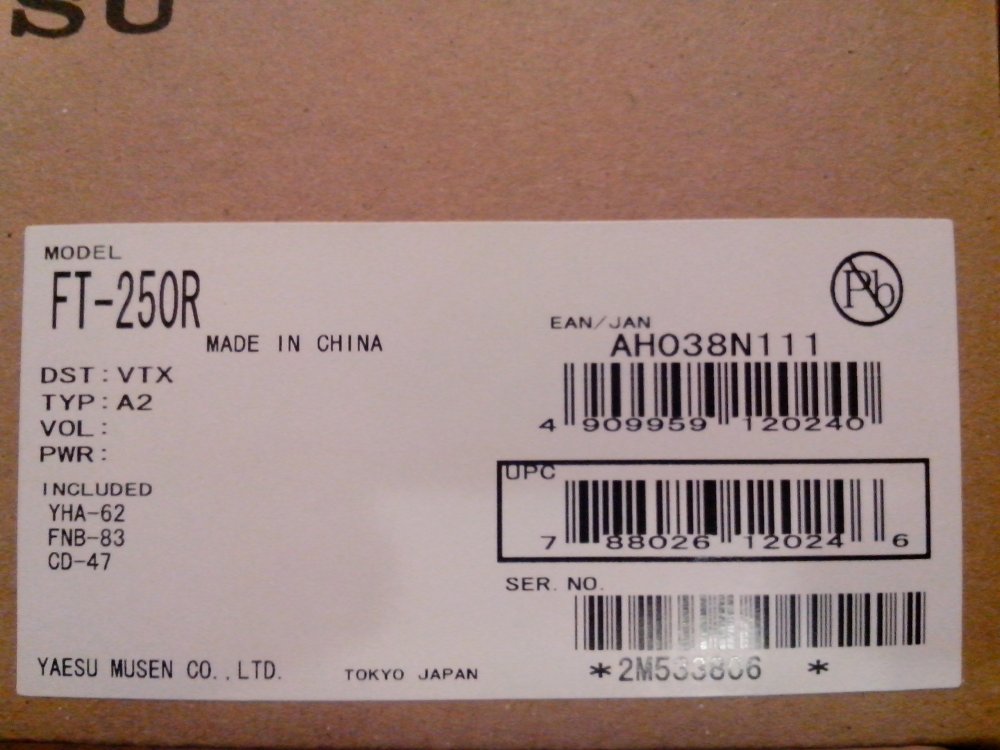 SU
MODEL
FT-250R
MADE IN CHINA
DST:VTX
TYP:A2
VOL:
PWR:
INCLUDED
YHA-62
FNB-83
CD-47
YAESU MUSEN CO.,LTD.
TOKYO JAPAN
Pb
EAN/JAN
AH038N111
4 909959 120240
UPC
7 88026 12024 6
SER. NO.
*2M533806 *